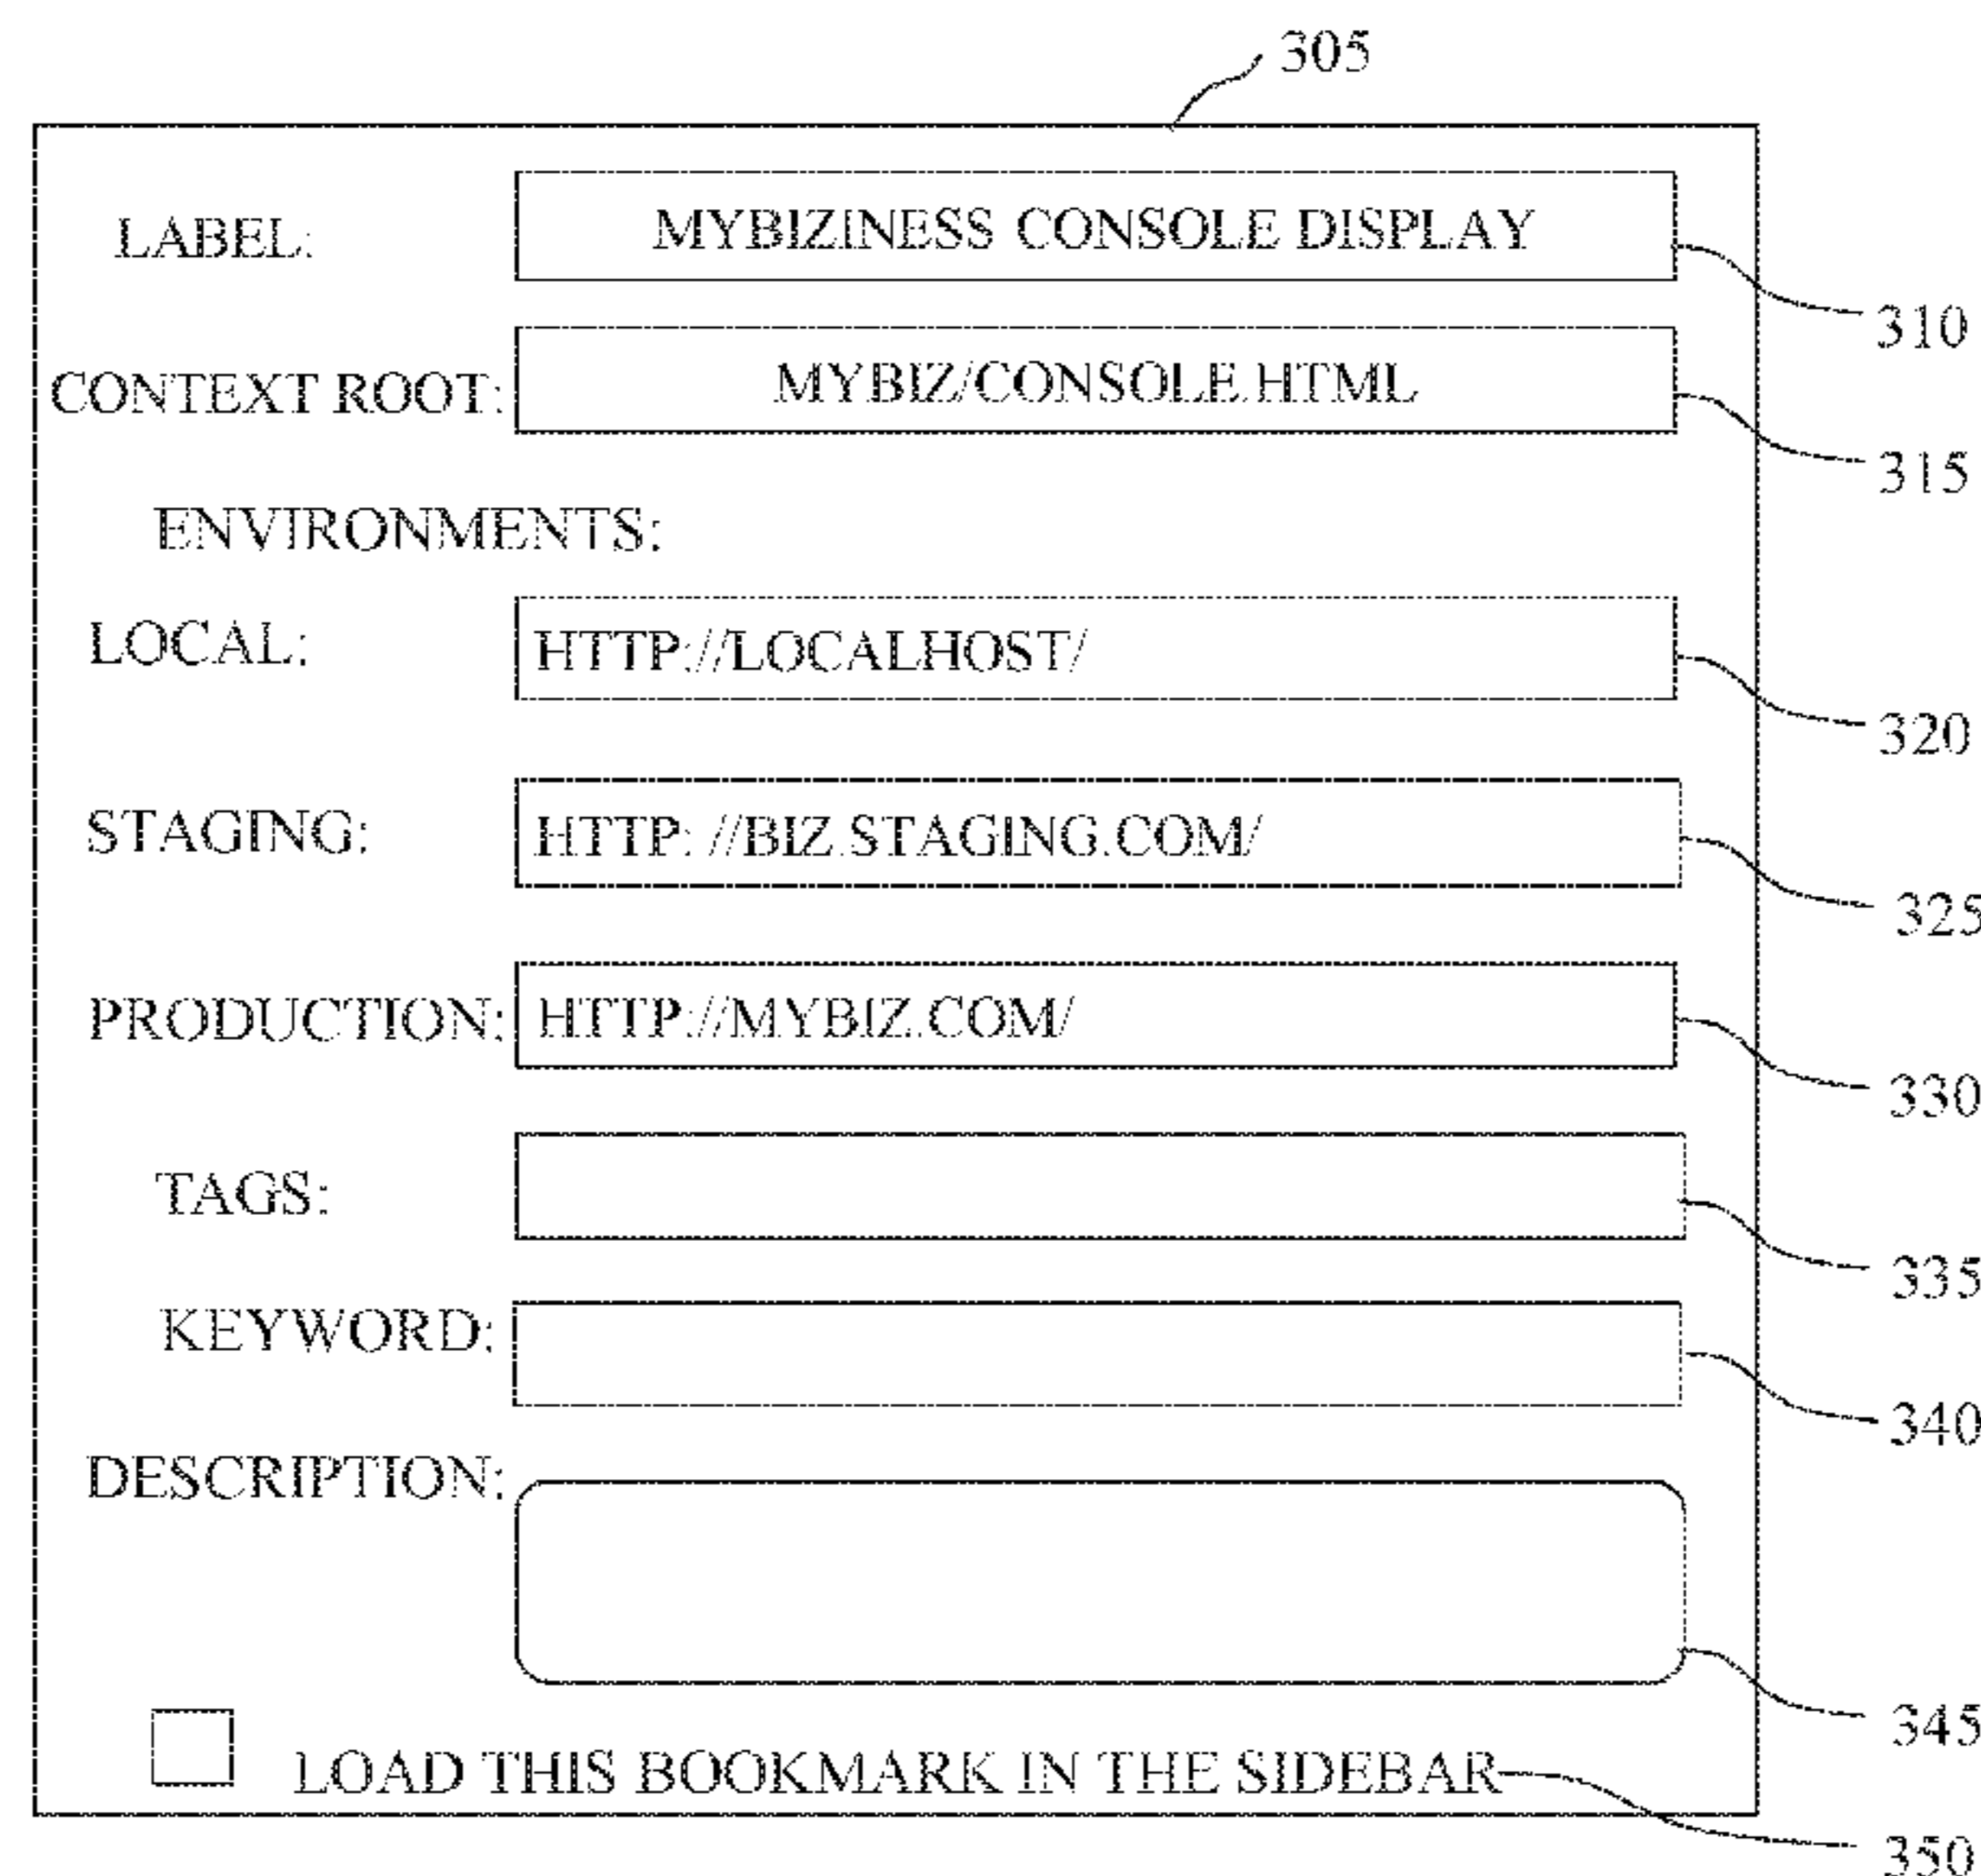 305
LABEL: MYBIZINESS CONSOLE DISPLAY
310
CONTEXT ROOT: MYBIZ/CONSOLE.HTML
315
ENVIRONMENTS:
LOCAL: HTTP://LOCALHOST/
320
STAGING: HTTP: //BIZ.STAGING.COM/
325
PRODUCTION: HTTP://MYBIZ.COM/
330
TAGS:
335
KEYWORD:
340
DESCRIPTION:
345
LOAD THIS BOOKMARK IN THE SIDEBAR
350